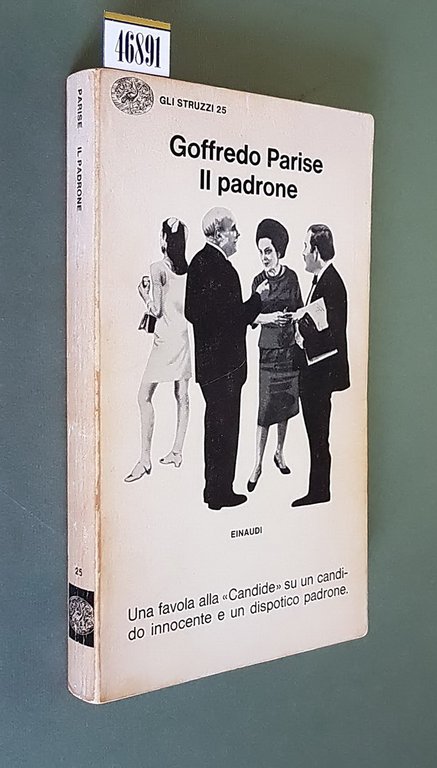 46891
GLI STRUZZI 25
Goffredo Parise
Il padrone
EINAUDI
Una favola alla «Candide» su un candi-
do innocente e un dispotico padrone.
PARISE IL PADRONE
25